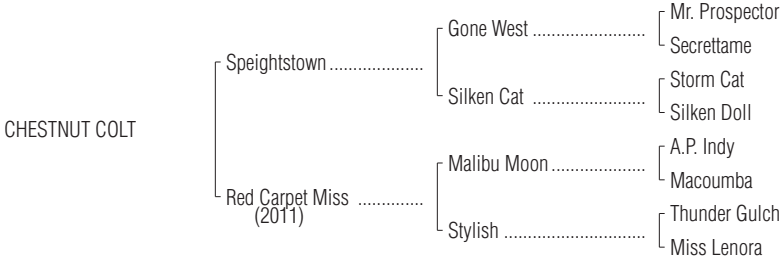 Mr. Prospector
Gone West ........................
Secrettame
Speightstown ....................
Storm Cat
Silken Cat ........................
Silken Doll
CHESTNUT COLT
A.P. Indy
Malibu Moon ....................
Macoumba
Red Carpet Miss ..............
(2011)
Thunder Gulch
Stylish ..............................
Miss Lenora